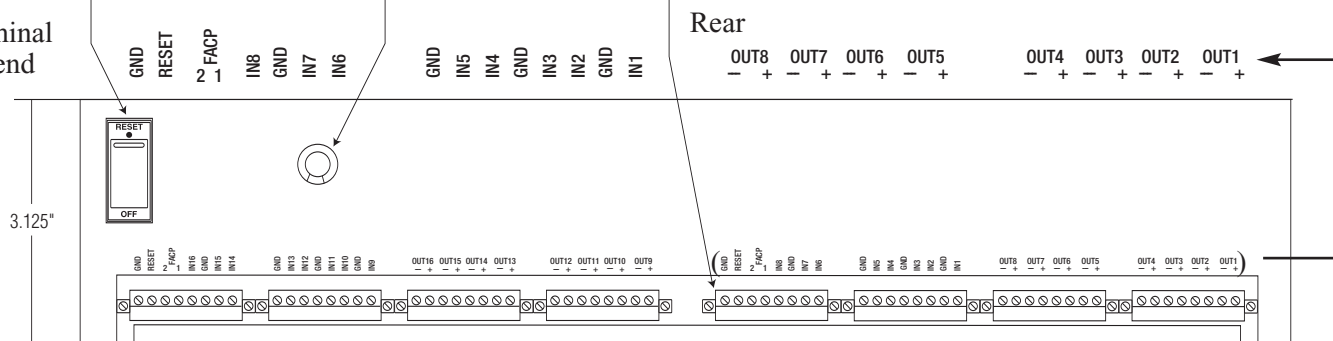 Rear
minal
end
GND RESET 2 FACP 1 IN8 GND IN7 IN6 GND IN5 IN4 GND IN3 IN2 GND IN1 OUT8 OUT7 OUT6 OUT5 OUT4 OUT3 OUT2 OUT1
− + − + − + − + − + − + − + − +
RESET
OFF
3.125"
GND RESET 2 FACP 1 IN16 GND IN15 IN14 GND IN13 IN12 GND IN11 IN10 GND IN9 OUT16 OUT15 OUT14 OUT13 OUT12 OUT11 OUT10 OUT9 (GND RESET 2 FACP 1 IN8 GND IN7 IN6 GND IN5 IN4 GND IN3 IN2 GND IN1 OUT8 OUT7 OUT6 OUT5 OUT4 OUT3 OUT2 OUT1)
− + − + − + − + − + − + − + − + − + − + − + − + − + − + − + − +